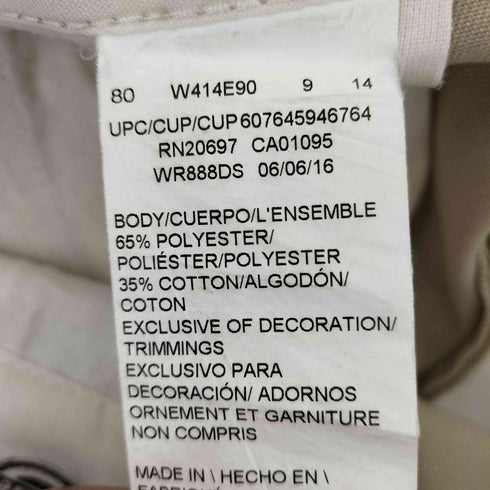 80 W414E90 9 14
UPC/CUP/CUP 607645946764
RN20697 CA01095
WR888DS 06/06/16
BODY/CUERPO/L'ENSEMBLE
65% POLYESTER/
POLIÉSTER/POLYESTER
35% COTTON/ALGODÓN/
COTON
EXCLUSIVE OF DECORATION/
TRIMMINGS
EXCLUSIVO PARA
DECORACIÓN/ ADORNOS
ORNEMENT ET GARNITURE
NON COMPRIS
MADE IN \ HECHO EN \